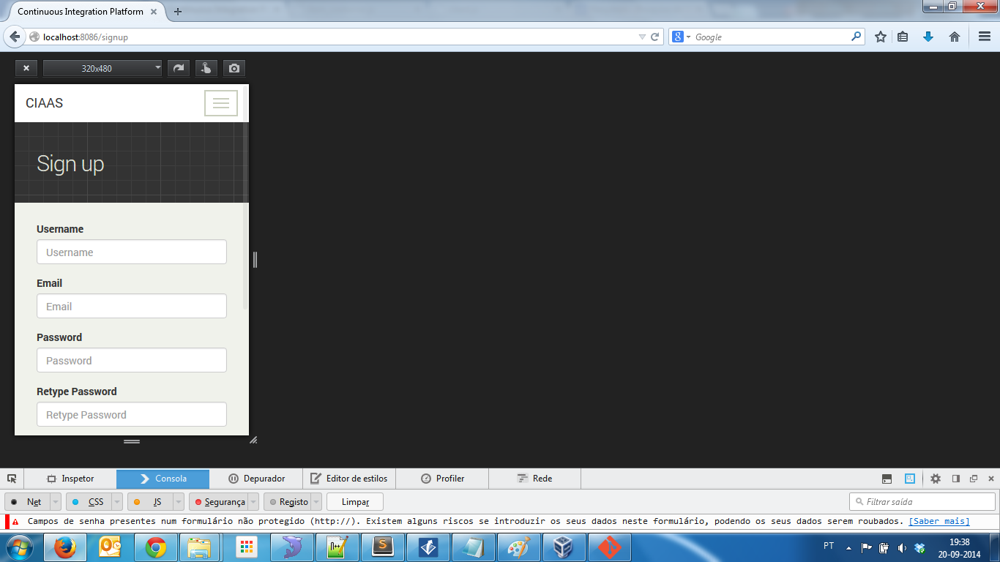 Continuous Integration Platform
localhost:8086/signup
Google
320x480
CIAAS
Sign up
Username
Username
Email
Email
Password
Password
Retype Password
Retype Password
Inspetor
Consola
Depurador
Editor de estilos
Profiler
Rede
Net
CSS
JS
Segurança
Registo
Limpar
Filtrar saída
Campos de senha presentes num formulário não protegido (http://). Existem alguns riscos se introduzir os seus dados neste formulário, podendo os seus dados serem roubados. [Saber mais]
PT
19:38
20-09-2014